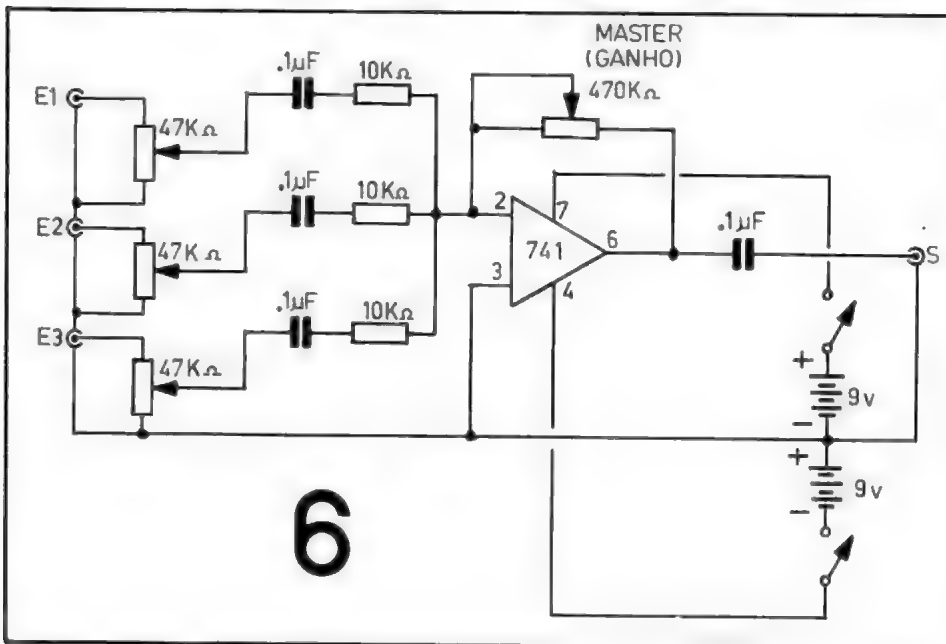 MASTER
(GANHO)
470KΩ
.1µF
10KΩ
E1
47KΩ
.1µF
10KΩ
E2
47KΩ
2
7
741
6
3
4
.1µF
S
.1µF
10KΩ
E3
47KΩ
+
9v
-
+
9v
-
6